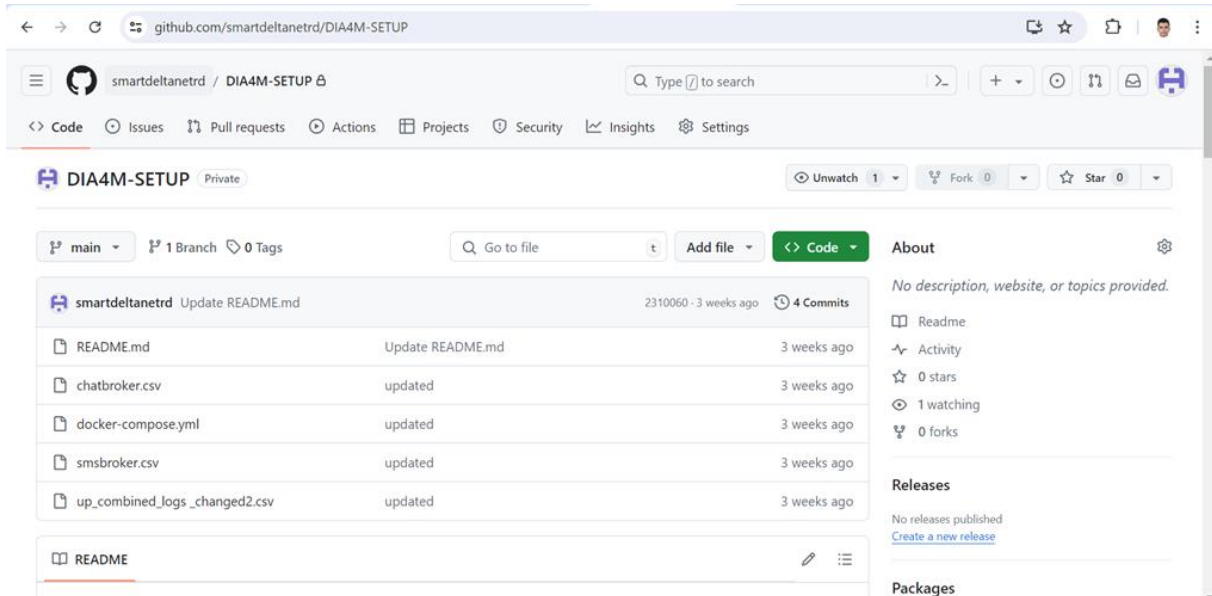 github.com/smartdeltanetrd/DIA4M-SETUP
smartdeltanetrd / DIA4M-SETUP
Type / to search
Code Issues Pull requests Actions Projects Security Insights Settings
DIA4M-SETUP Private
Unwatch 1 Fork 0 Star 0
main 1 Branch 0 Tags
Go to file t Add file Code
smartdeltanetrd Update README.md 2310060 · 3 weeks ago 4 Commits
README.md Update README.md 3 weeks ago
chatbroker.csv updated 3 weeks ago
docker-compose.yml updated 3 weeks ago
smsbroker.csv updated 3 weeks ago
up_combined_logs _changed2.csv updated 3 weeks ago
README
About
No description, website, or topics provided.
Readme
Activity
0 stars
1 watching
0 forks
Releases
No releases published
Create a new release
Packages